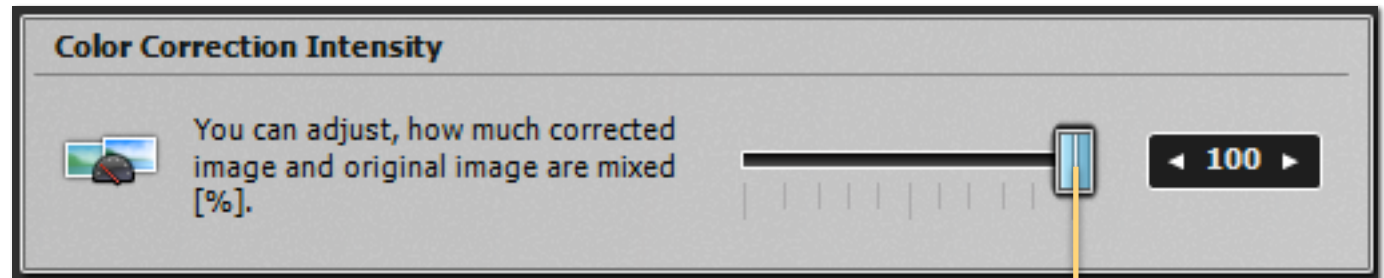 Color Correction Intensity
You can adjust, how much corrected
image and original image are mixed
[%].
◄ 100 ►